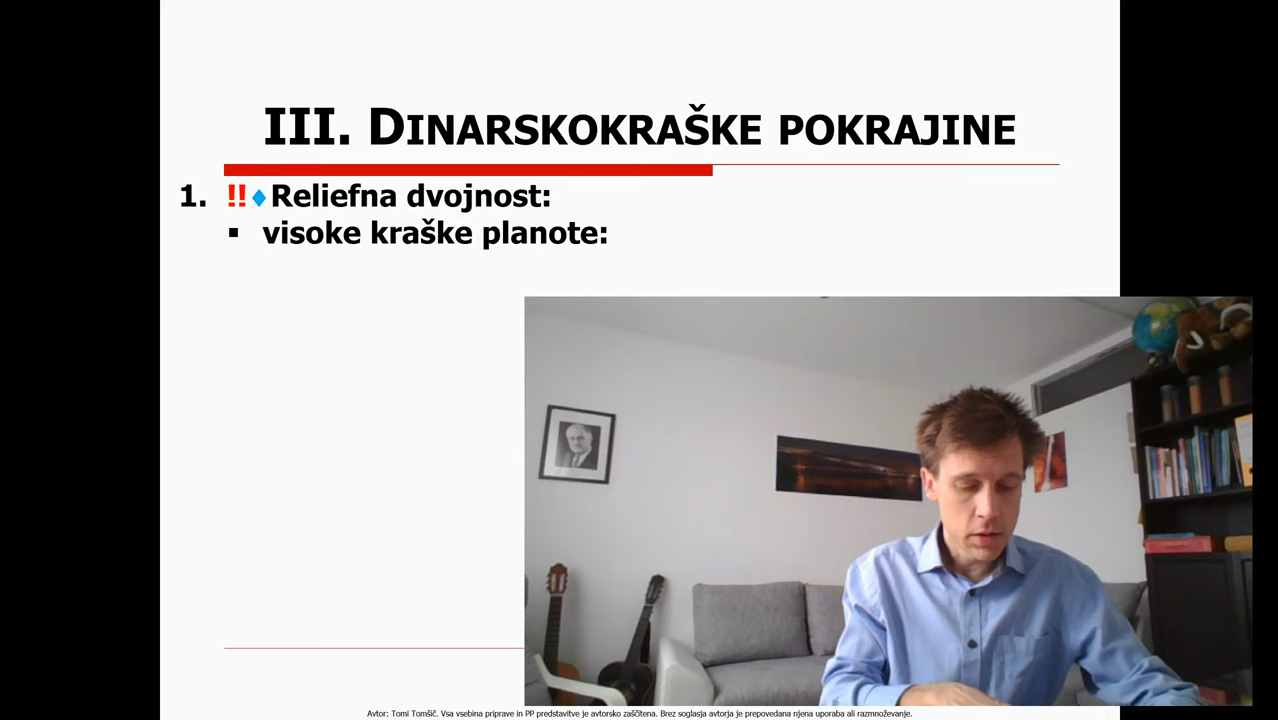 III. DINARSKOKRAŠKE POKRAJINE
1. !!♦Reliefna dvojnost:
▪ visoke kraške planote:
Avtor: Tomi Tomšič. Vsa vsebina priprave in PP predstavitve je avtorsko zaščitena. Brez soglasja avtorja je prepovedana njena uporaba ali razmnoževanje.